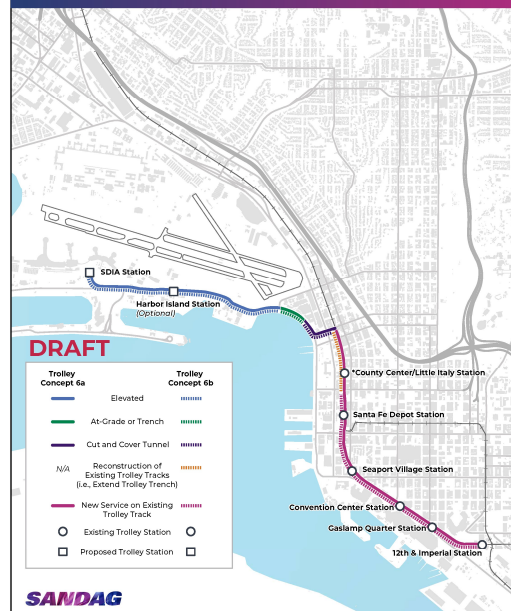 SDIA Station
Harbor Island Station
(Optional)
DRAFT
*County Center/Little Italy Station
Santa Fe Depot Station
Seaport Village Station
Convention Center Station
Gaslamp Quarter Station
12th & Imperial Station
Trolley
Concept 6a
Trolley
Concept 6b
Elevated
At-Grade or Trench
Cut and Cover Tunnel
N/A
Reconstruction of
Existing Trolley Tracks
(i.e., Extend Trolley Trench)
New Service on Existing
Trolley Track
Existing Trolley Station
Proposed Trolley Station
SANDAG